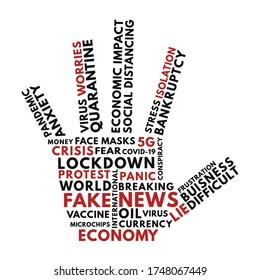 PANDEMIC
ANXIETY
VIRUS WORRIES
QUARANTINE
ECONOMIC IMPACT
SOCIAL DISTANCING
STRESS ISOLATION
BANKRUPTCY
MONEY FACE MASKS 5G
CRISIS FEAR COVID-19
CONSPIRACY
LOCKDOWN
PROTEST PANIC
WORLD BREAKING
INTERNATIONAL
FAKE NEWS
VACCINE OIL VIRUS
MICROCHIPS CURRENCY
ECONOMY
FRUSTRATION
BUSINESS
LIE DIFFICULT
shutterstock.com · 1748067449